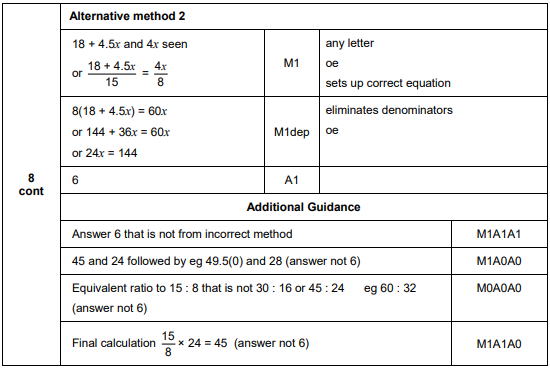 Alternative method 2
18 + 4.5x and 4x seen
or (18 + 4.5x)/15 = 4x/8
M1
any letter
oe
sets up correct equation
8(18 + 4.5x) = 60x
or 144 + 36x = 60x
or 24x = 144
M1dep
eliminates denominators
oe
8
cont
6
A1
Additional Guidance
Answer 6 that is not from incorrect method
M1A1A1
45 and 24 followed by eg 49.5(0) and 28 (answer not 6)
M1A0A0
Equivalent ratio to 15 : 8 that is not 30 : 16 or 45 : 24 eg 60 : 32
(answer not 6)
M0A0A0
Final calculation 15/8 × 24 = 45 (answer not 6)
M1A1A0